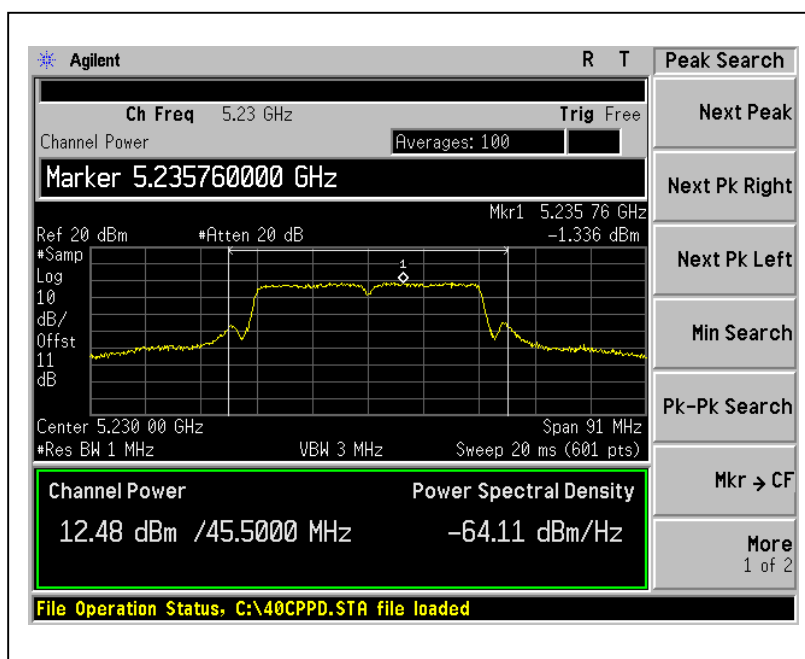 Agilent R T
Peak Search
Ch Freq 5.23 GHz Trig Free
Channel Power Averages: 100
Marker 5.235760000 GHz
Mkr1 5.235 76 GHz
Ref 20 dBm #Atten 20 dB -1.336 dBm
#Samp
Log
10
dB/
Offst
11
dB
1
Center 5.230 00 GHz Span 91 MHz
#Res BW 1 MHz VBW 3 MHz Sweep 20 ms (601 pts)
Channel Power Power Spectral Density
12.48 dBm /45.5000 MHz -64.11 dBm/Hz
File Operation Status, C:\40CPPD.STA file loaded
Next Peak
Next Pk Right
Next Pk Left
Min Search
Pk-Pk Search
Mkr → CF
More
1 of 2